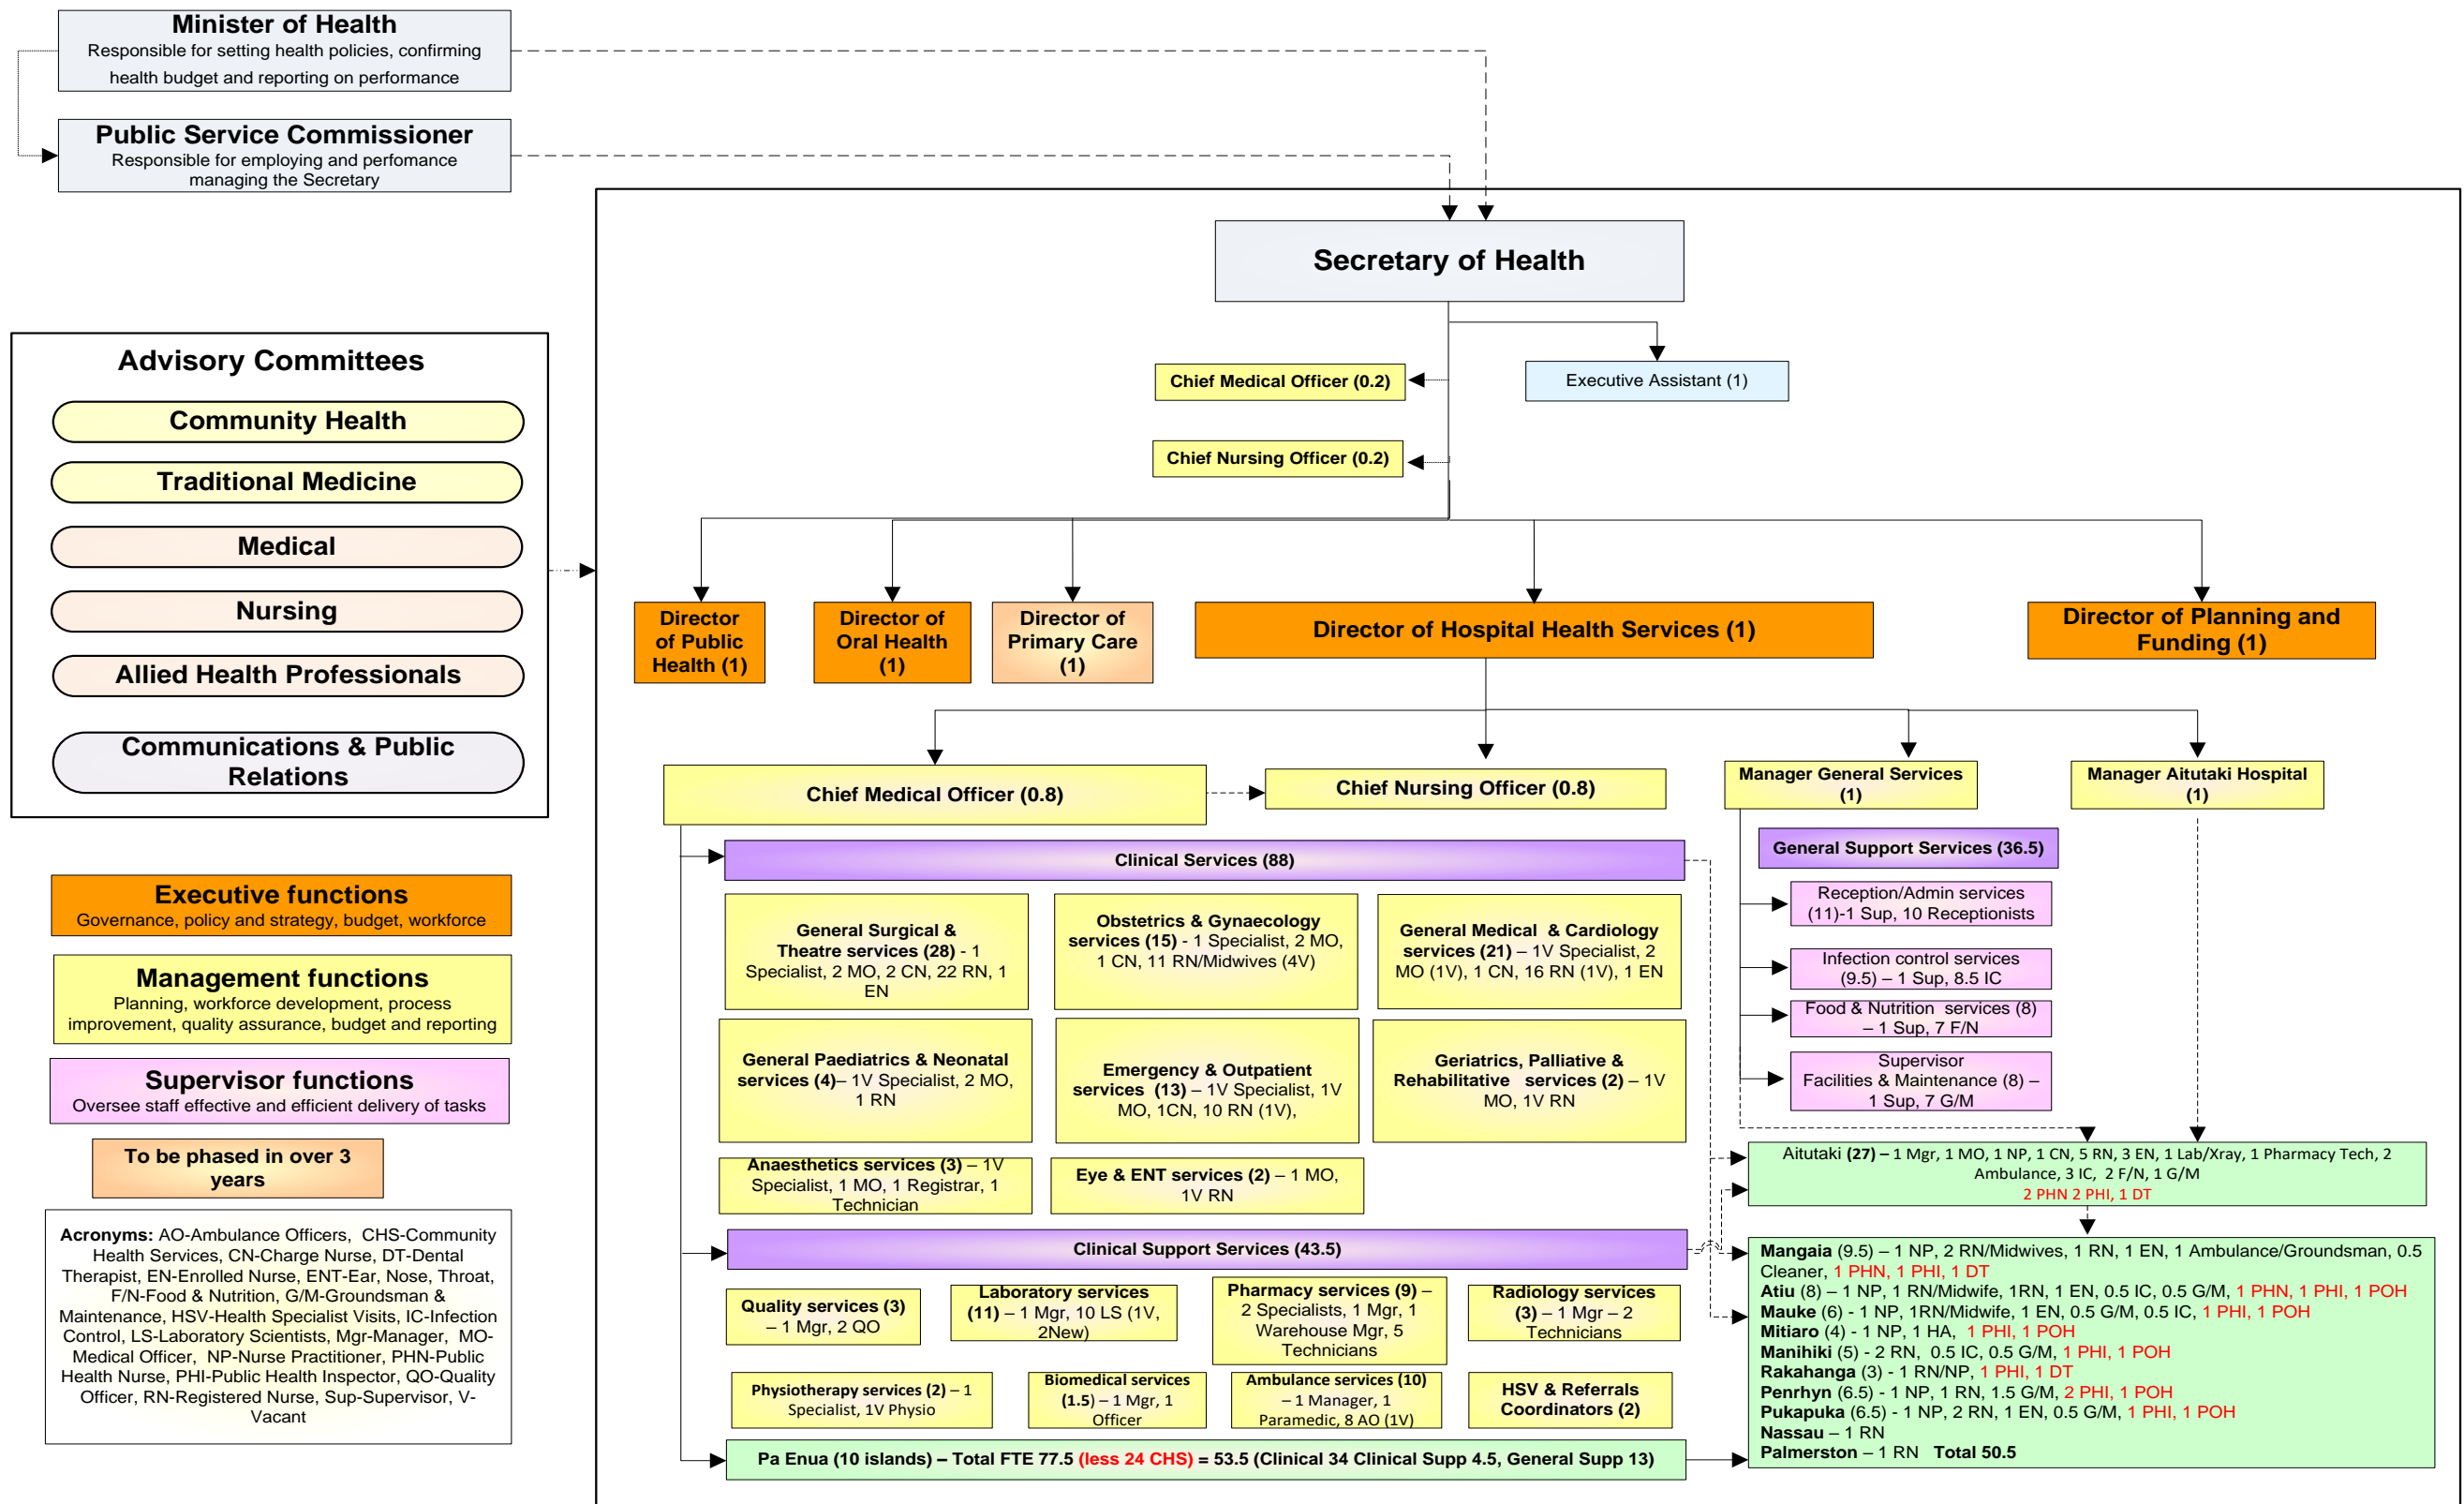 Minister of Health
Responsible for setting health policies, confirming
health budget and reporting on performance
Public Service Commissioner
Responsible for employing and perfomance
managing the Secretary
Secretary of Health
Executive Assistant (1)
Chief Medical Officer (0.2)
Chief Nursing Officer (0.2)
Advisory Committees
Community Health
Traditional Medicine
Medical
Nursing
Allied Health Professionals
Communications & Public
Relations
Director
of Public
Health (1)
Director of
Oral Health
(1)
Director of
Primary Care
(1)
Director of Hospital Health Services (1)
Director of Planning and
Funding (1)
Chief Medical Officer (0.8)
Chief Nursing Officer (0.8)
Manager General Services
(1)
Manager Aitutaki Hospital
(1)
Clinical Services (88)
General Surgical &
Theatre services (28) - 1
Specialist, 2 MO, 2 CN, 22 RN, 1
EN
Obstetrics & Gynaecology
services (15) - 1 Specialist, 2 MO,
1 CN, 11 RN/Midwives (4V)
General Medical & Cardiology
services (21) – 1V Specialist, 2
MO (1V), 1 CN, 16 RN (1V), 1 EN
General Paediatrics & Neonatal
services (4)– 1V Specialist, 2 MO,
1 RN
Emergency & Outpatient
services (13) – 1V Specialist, 1V
MO, 1CN, 10 RN (1V),
Geriatrics, Palliative &
Rehabilitative services (2) – 1V
MO, 1V RN
Anaesthetics services (3) – 1V
Specialist, 1 MO, 1 Registrar, 1
Technician
Eye & ENT services (2) – 1 MO,
1V RN
Clinical Support Services (43.5)
Quality services (3)
– 1 Mgr, 2 QO
Laboratory services
(11) – 1 Mgr, 10 LS (1V,
2New)
Pharmacy services (9) –
2 Specialists, 1 Mgr, 1
Warehouse Mgr, 5
Technicians
Radiology services
(3) – 1 Mgr – 2
Technicians
Physiotherapy services (2) – 1
Specialist, 1V Physio
Biomedical services
(1.5) – 1 Mgr, 1
Officer
Ambulance services (10)
– 1 Manager, 1
Paramedic, 8 AO (1V)
HSV & Referrals
Coordinators (2)
Pa Enua (10 islands) – Total FTE 77.5 (less 24 CHS) = 53.5 (Clinical 34 Clinical Supp 4.5, General Supp 13)
General Support Services (36.5)
Reception/Admin services
(11)-1 Sup, 10 Receptionists
Infection control services
(9.5) – 1 Sup, 8.5 IC
Food & Nutrition services (8)
– 1 Sup, 7 F/N
Supervisor
Facilities & Maintenance (8) –
1 Sup, 7 G/M
Aitutaki (27) – 1 Mgr, 1 MO, 1 NP, 1 CN, 5 RN, 3 EN, 1 Lab/Xray, 1 Pharmacy Tech, 2
Ambulance, 3 IC, 2 F/N, 1 G/M
2 PHN 2 PHI, 1 DT
Mangaia (9.5) – 1 NP, 2 RN/Midwives, 1 RN, 1 EN, 1 Ambulance/Groundsman, 0.5
Cleaner, 1 PHN, 1 PHI, 1 DT
Atiu (8) – 1 NP, 1 RN/Midwife, 1RN, 1 EN, 0.5 IC, 0.5 G/M, 1 PHN, 1 PHI, 1 POH
Mauke (6) - 1 NP, 1RN/Midwife, 1 EN, 0.5 G/M, 0.5 IC, 1 PHI, 1 POH
Mitiaro (4) - 1 NP, 1 HA, 1 PHI, 1 POH
Manihiki (5) - 2 RN, 0.5 IC, 0.5 G/M, 1 PHI, 1 POH
Rakahanga (3) - 1 RN/NP, 1 PHI, 1 DT
Penrhyn (6.5) - 1 NP, 1 RN, 1.5 G/M, 2 PHI, 1 POH
Pukapuka (6.5) - 1 NP, 2 RN, 1 EN, 0.5 G/M, 1 PHI, 1 POH
Nassau – 1 RN
Palmerston – 1 RN Total 50.5
Executive functions
Governance, policy and strategy, budget, workforce
Management functions
Planning, workforce development, process
improvement, quality assurance, budget and reporting
Supervisor functions
Oversee staff effective and efficient delivery of tasks
To be phased in over 3
years
Acronyms: AO-Ambulance Officers, CHS-Community
Health Services, CN-Charge Nurse, DT-Dental
Therapist, EN-Enrolled Nurse, ENT-Ear, Nose, Throat,
F/N-Food & Nutrition, G/M-Groundsman &
Maintenance, HSV-Health Specialist Visits, IC-Infection
Control, LS-Laboratory Scientists, Mgr-Manager, MO-
Medical Officer, NP-Nurse Practitioner, PHN-Public
Health Nurse, PHI-Public Health Inspector, QO-Quality
Officer, RN-Registered Nurse, Sup-Supervisor, V-
Vacant